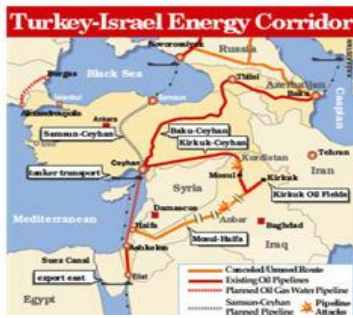 Turkey-Israel Energy Corridor
Novorossiysk
Russia
Black Sea
Burgas
Tbilisi
Azerbaijan
Baku
Caspian
Alexandroupolis
Istanbul
Samsun
Ankara
Samsun-Ceyhan
Baku-Ceyhan
Kirkuk-Ceyhan
Ceyhan
tanker transport
Kurdistan
Tehran
Mosul
Kirkuk
Iran
Syria
Kirkuk Oil Fields
Mediterranean
Damascus
Anbar
Baghdad
Haifa
Mosul-Haifa
Iraq
Ashkelon
Suez Canal
export east
Eilat
Egypt
Canceled/Unused Route
Existing Oil Pipelines
Planned Oil Gas Water Pipeline
Samsun-Ceyhan
Planned Pipeline
Pipeline
Attacks